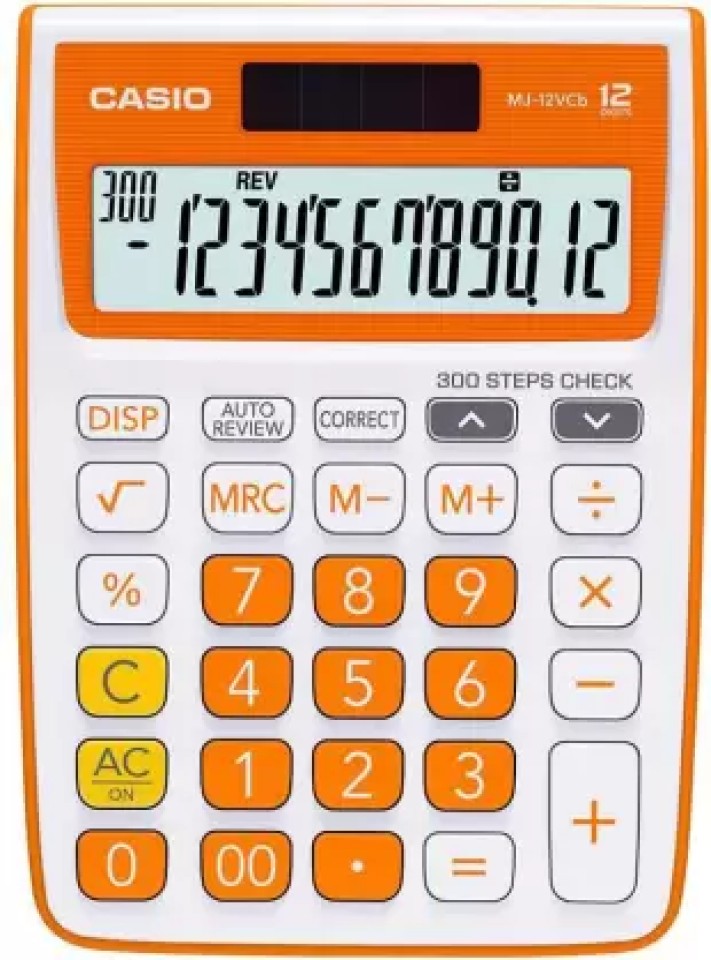 CASIO MJ-12VCb 12
DIGITS
300 REV ÷
-1'234'567'890.12
300 STEPS CHECK
DISP AUTO REVIEW CORRECT ∧ ∨
√ MRC M− M+ ÷
% 7 8 9 ×
C 4 5 6 −
AC ON 1 2 3 +
0 00 · =